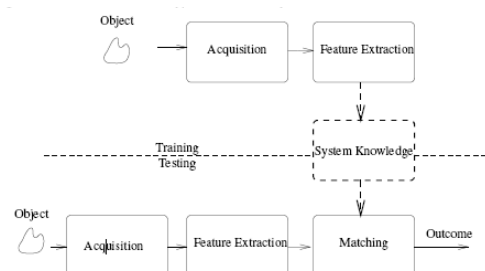 Object
Acquisition
Feature Extraction
System Knowledge
Training
Testing
Object
Acquisition
Feature Extraction
Matching
Outcome